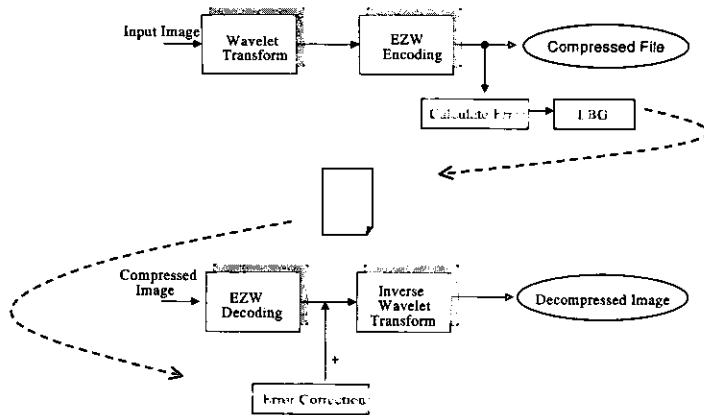 Input Image
Wavelet
Transform
EZW
Encoding
Compressed File
Calculate Error
LBG
Compressed
Image
EZW
Decoding
Inverse
Wavelet
Transform
Decompressed Image
+
Error Correction